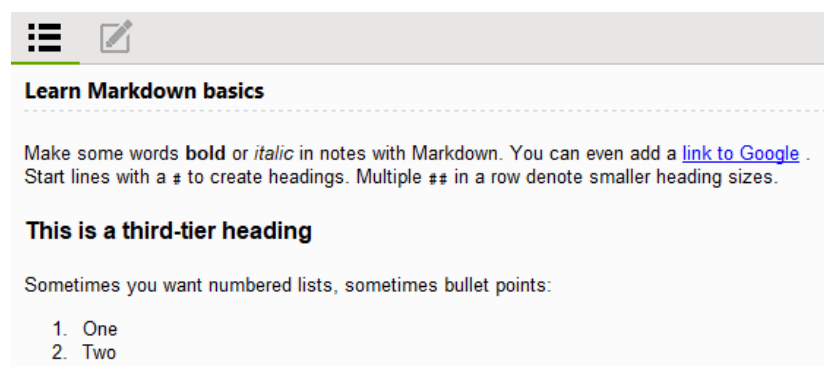 Learn Markdown basics
Make some words bold or italic in notes with Markdown. You can even add a link to Google .
Start lines with a # to create headings. Multiple ## in a row denote smaller heading sizes.
This is a third-tier heading
Sometimes you want numbered lists, sometimes bullet points:
1. One
2. Two